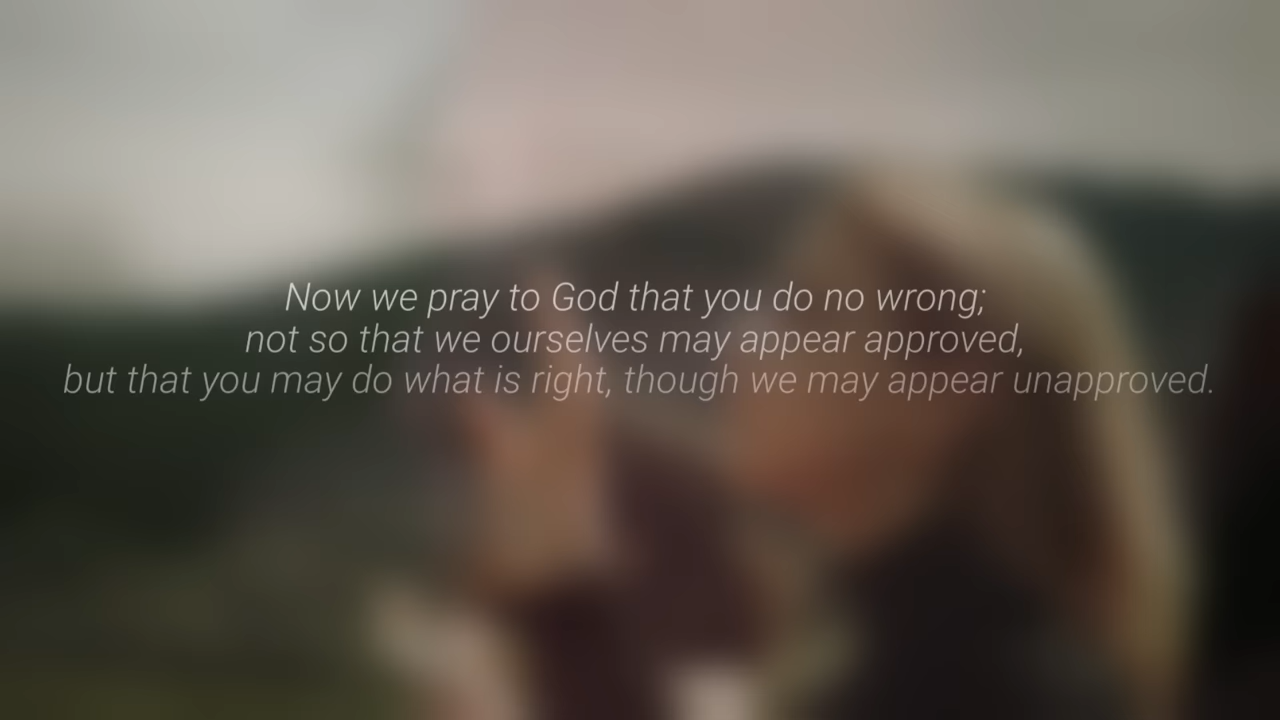 Now we pray to God that you do no wrong;
not so that we ourselves may appear approved,
but that you may do what is right, though we may appear unapproved.